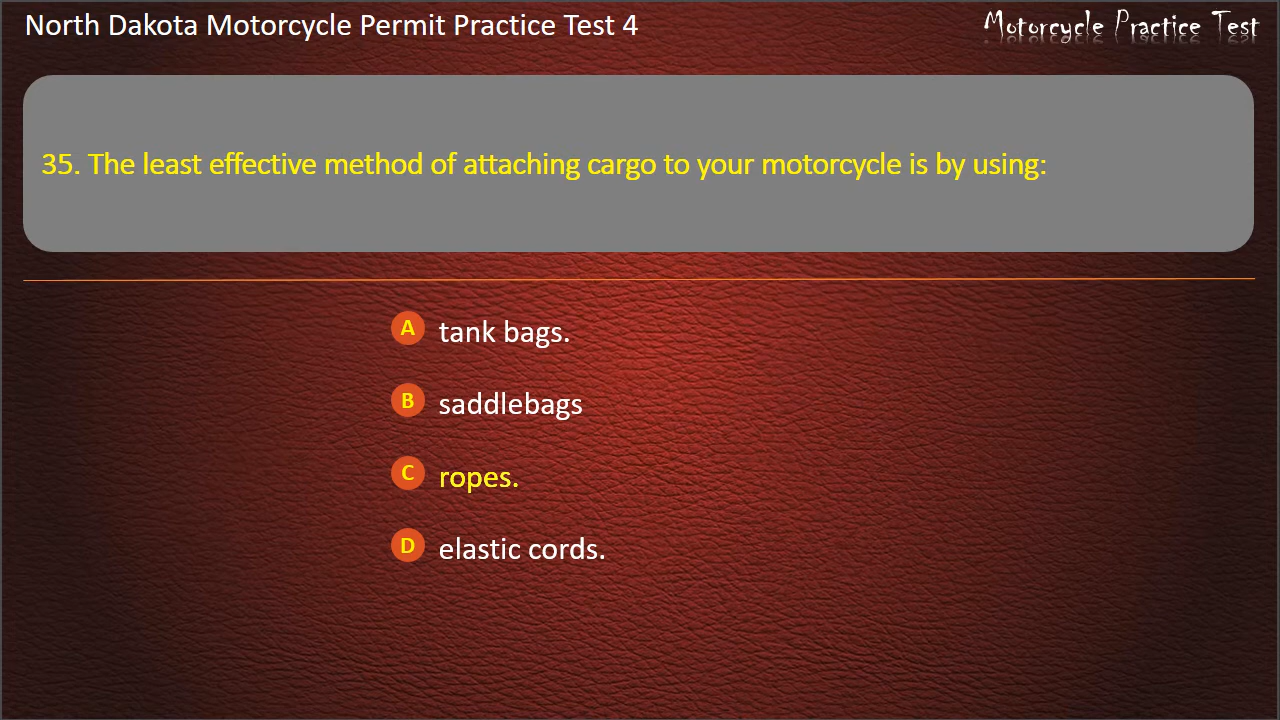 North Dakota Motorcycle Permit Practice Test 4
Motorcycle Practice Test
35. The least effective method of attaching cargo to your motorcycle is by using:
A tank bags.
B saddlebags
C ropes.
D elastic cords.